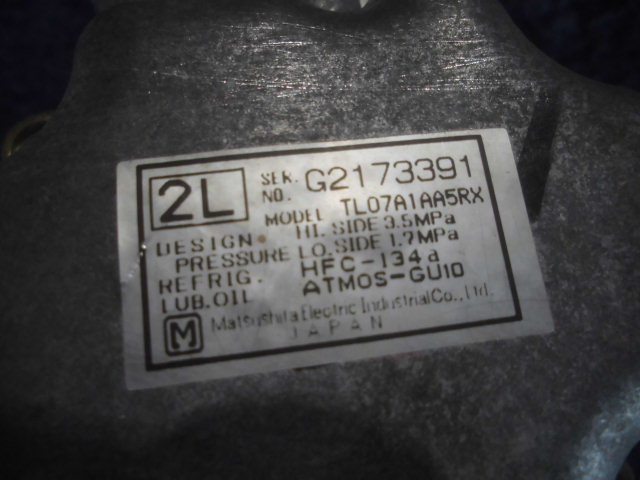 2L SER. NO. G2173391
MODEL TL07A1AA5RX
DESIGN PRESSURE HI. SIDE 3.5MPa
LO. SIDE 1.7MPa
REFRIG. HFC-134a
LUB.OIL ATMOS-GU10
M Matsushita Electric Industrial Co., Ltd.
JAPAN